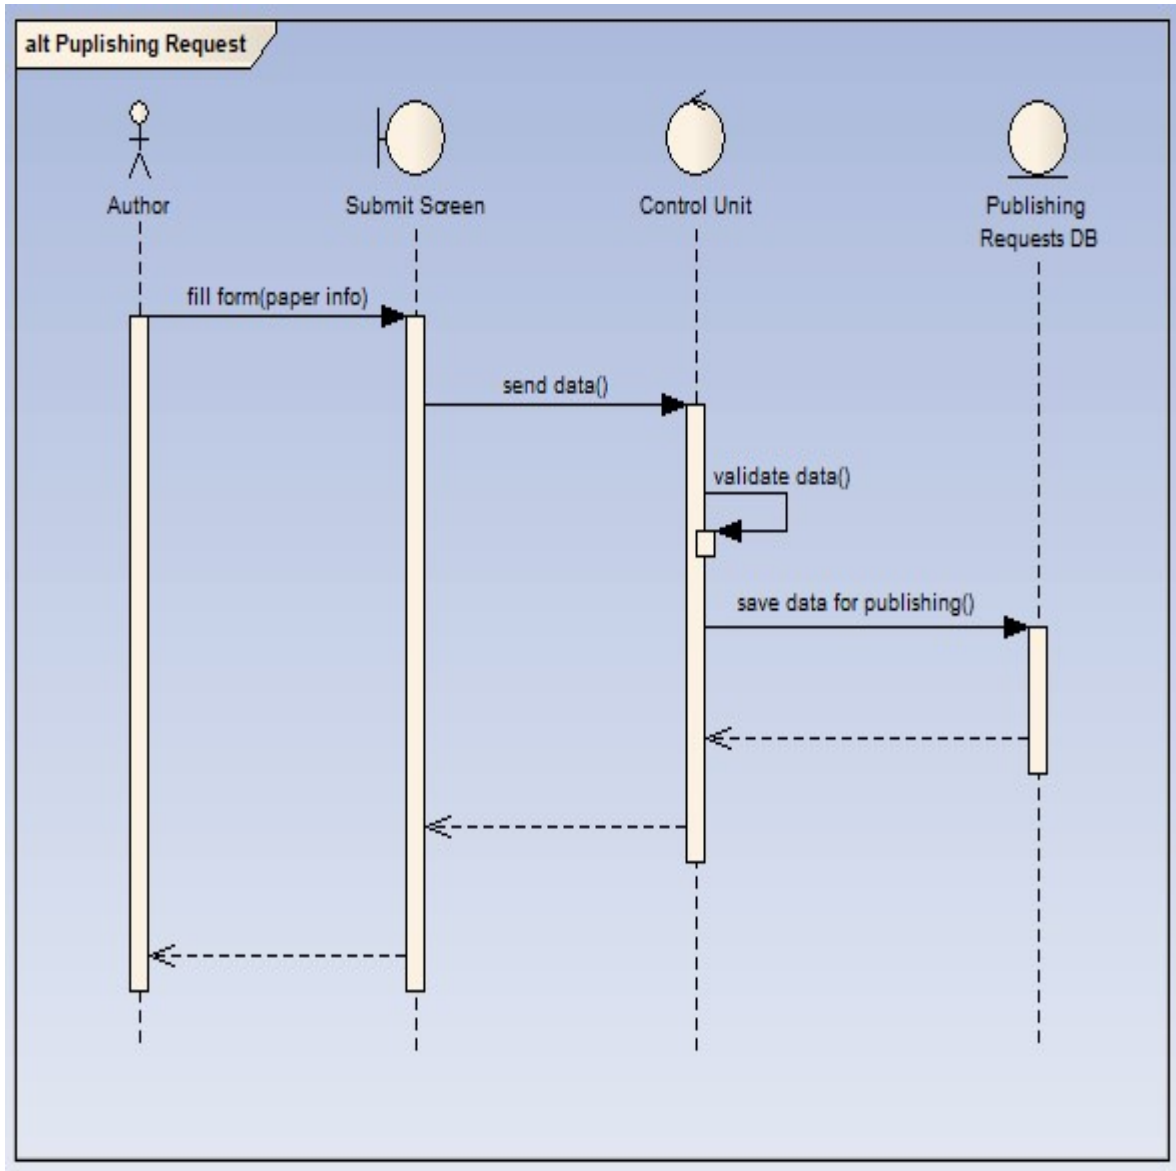 alt Puplishing Request
Author
Submit Screen
Control Unit
Publishing
Requests DB
fill form(paper info)
send data()
validate data()
save data for publishing()